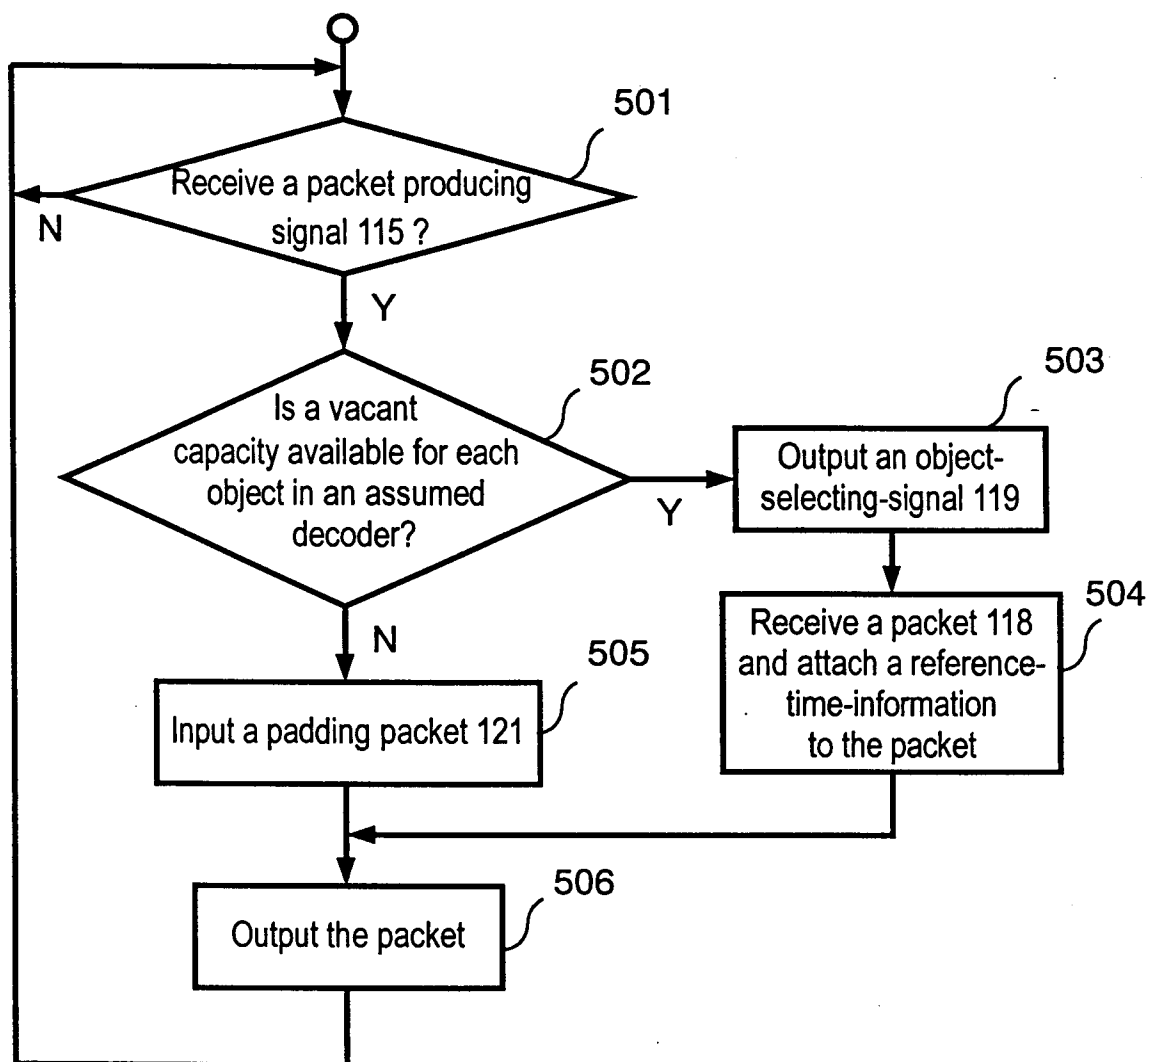 501
Receive a packet producing
signal 115 ?
N
Y
502
Is a vacant
capacity available for each
object in an assumed
decoder?
Y
N
503
Output an object-
selecting-signal 119
504
Receive a packet 118
and attach a reference-
time-information
to the packet
505
Input a padding packet 121
506
Output the packet